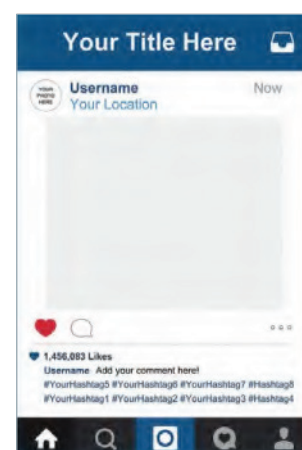 Your Title Here
YOUR
PHOTO
HERE
Username
Now
Your Location
1,456,083 Likes
Username Add your comment here!
#YourHashtag5 #YourHashtag6 #YourHashtag7 #Hashtag8
#YourHashtag1 #YourHashtag2 #YourHashtag3 #Hashtag4